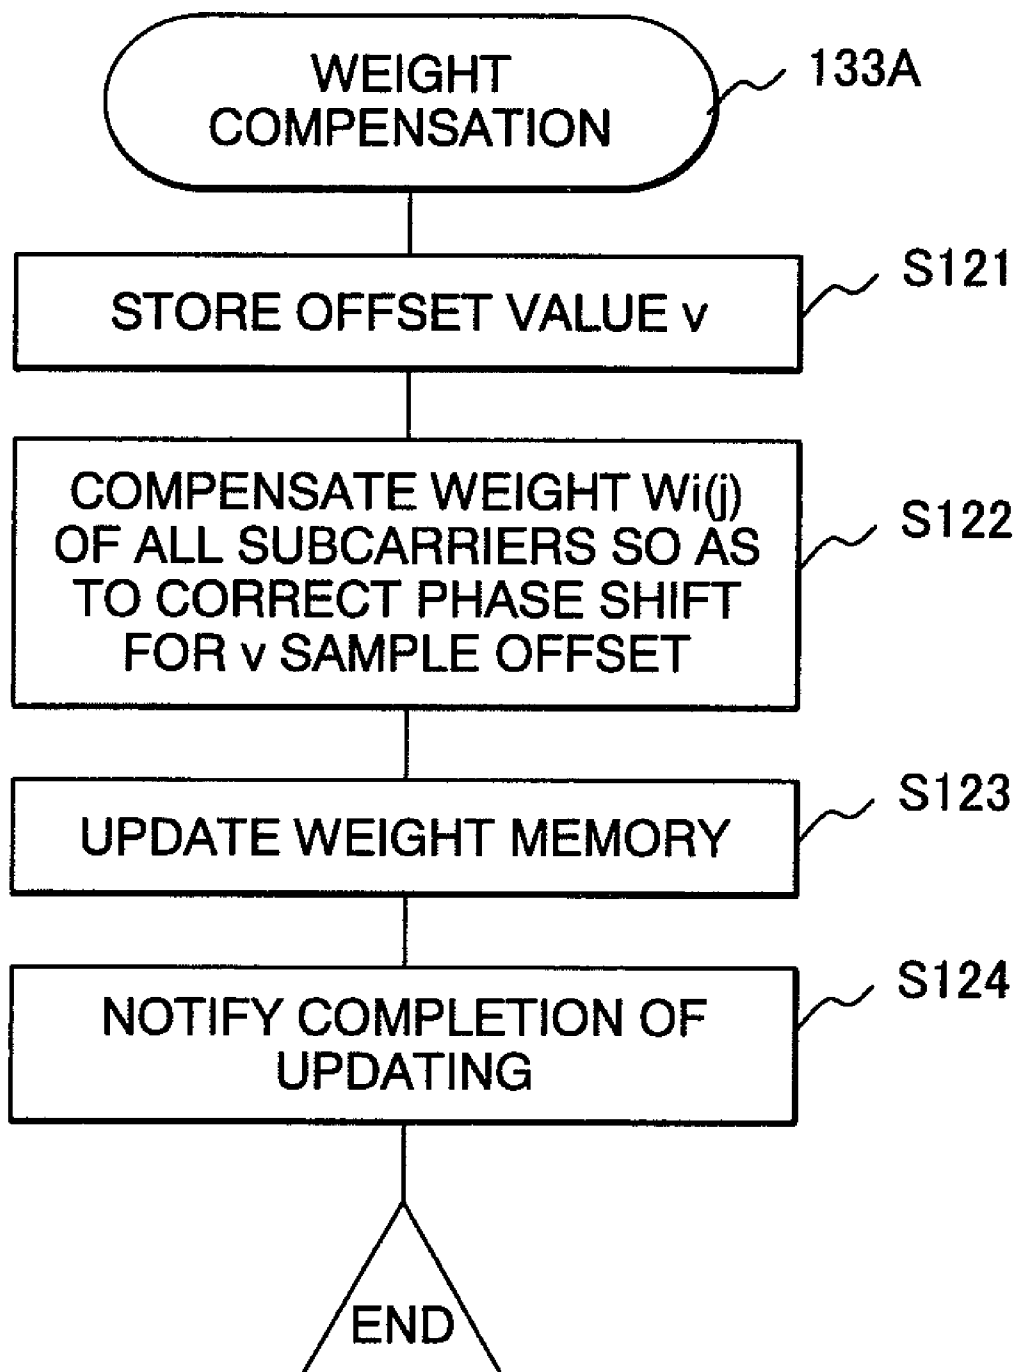 WEIGHT
COMPENSATION
133A
STORE OFFSET VALUE v
S121
COMPENSATE WEIGHT Wi(j)
OF ALL SUBCARRIERS SO AS
TO CORRECT PHASE SHIFT
FOR v SAMPLE OFFSET
S122
UPDATE WEIGHT MEMORY
S123
NOTIFY COMPLETION OF
UPDATING
S124
END